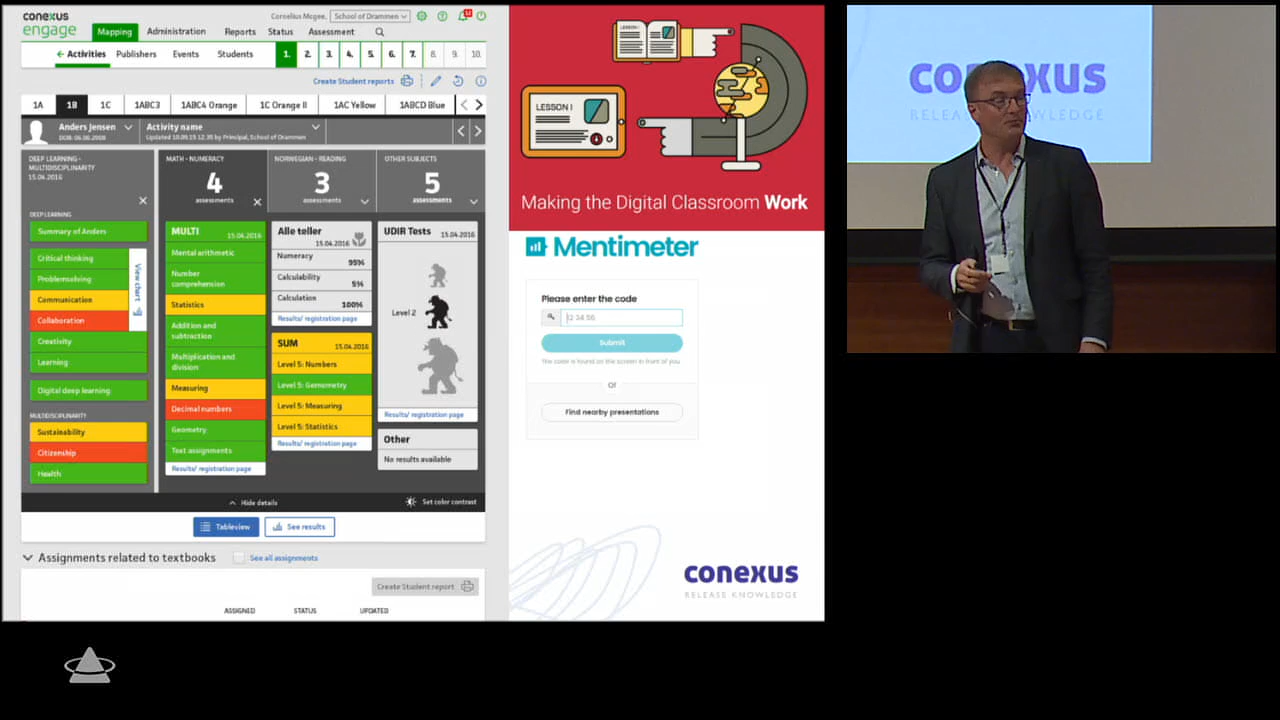 conexus
engage
Cornelius Mcgee, School of Drammen
Mapping Administration Reports Status Assessment
Activities Publishers Events Students 1. 2. 3. 4. 5. 6. 7. 8. 9. 10.
Create Student reports
1A 1B 1C 1ABC3 1ABC4 Orange 1C Orange II 1AC Yellow 1ABCD Blue
Anders Jensen
DOB: 06.06.2008
Activity name
Updated 10.09.15 12.35 by Principal, School of Drammen
DEEP LEARNING -
MULTIDISCIPLINARITY
15.04.2016
DEEP LEARNING
Summary of Anders
Critical thinking
Problemsolving
Communication
Collaboration
Creativity
Learning
View chart
Digital deep learning
MULTIDISCIPLINARITY
Sustainability
Citizenship
Health
MATH - NUMERACY
4
assessments
MULTI 15.04.2016
Mental arithmetic
Number
comprehension
Statistics
Addition and
subtraction
Multiplication and
division
Measuring
Decimal numbers
Geometry
Text assignments
Results/ registration page
NORWEGIAN - READING
3
assessments
Alle teller
15.04.2016
Numeracy
95%
Calculability
5%
Calculation
100%
Results/ registration page
SUM 15.04.2016
Level 5: Numbers
Level 5: Gemometry
Level 5: Measuring
Level 5: Statistics
Results/ registration page
OTHER SUBJECTS
5
assessments
UDIR Tests 15.04.2016
Level 2
Results/ registration page
Other
No results available
Hide details
Set color contrast
Tableview See results
Assignments related to textbooks See all assignments
Create Student report
ASSIGNED STATUS UPDATED
LESSON I
LESSON I
Making the Digital Classroom Work
Mentimeter
Please enter the code
12 34 56
Submit
The code is found on the screen in front of you
or
Find nearby presentations
conexus
RELEASE KNOWLEDGE
conexus
RELEASE KNOWLEDGE